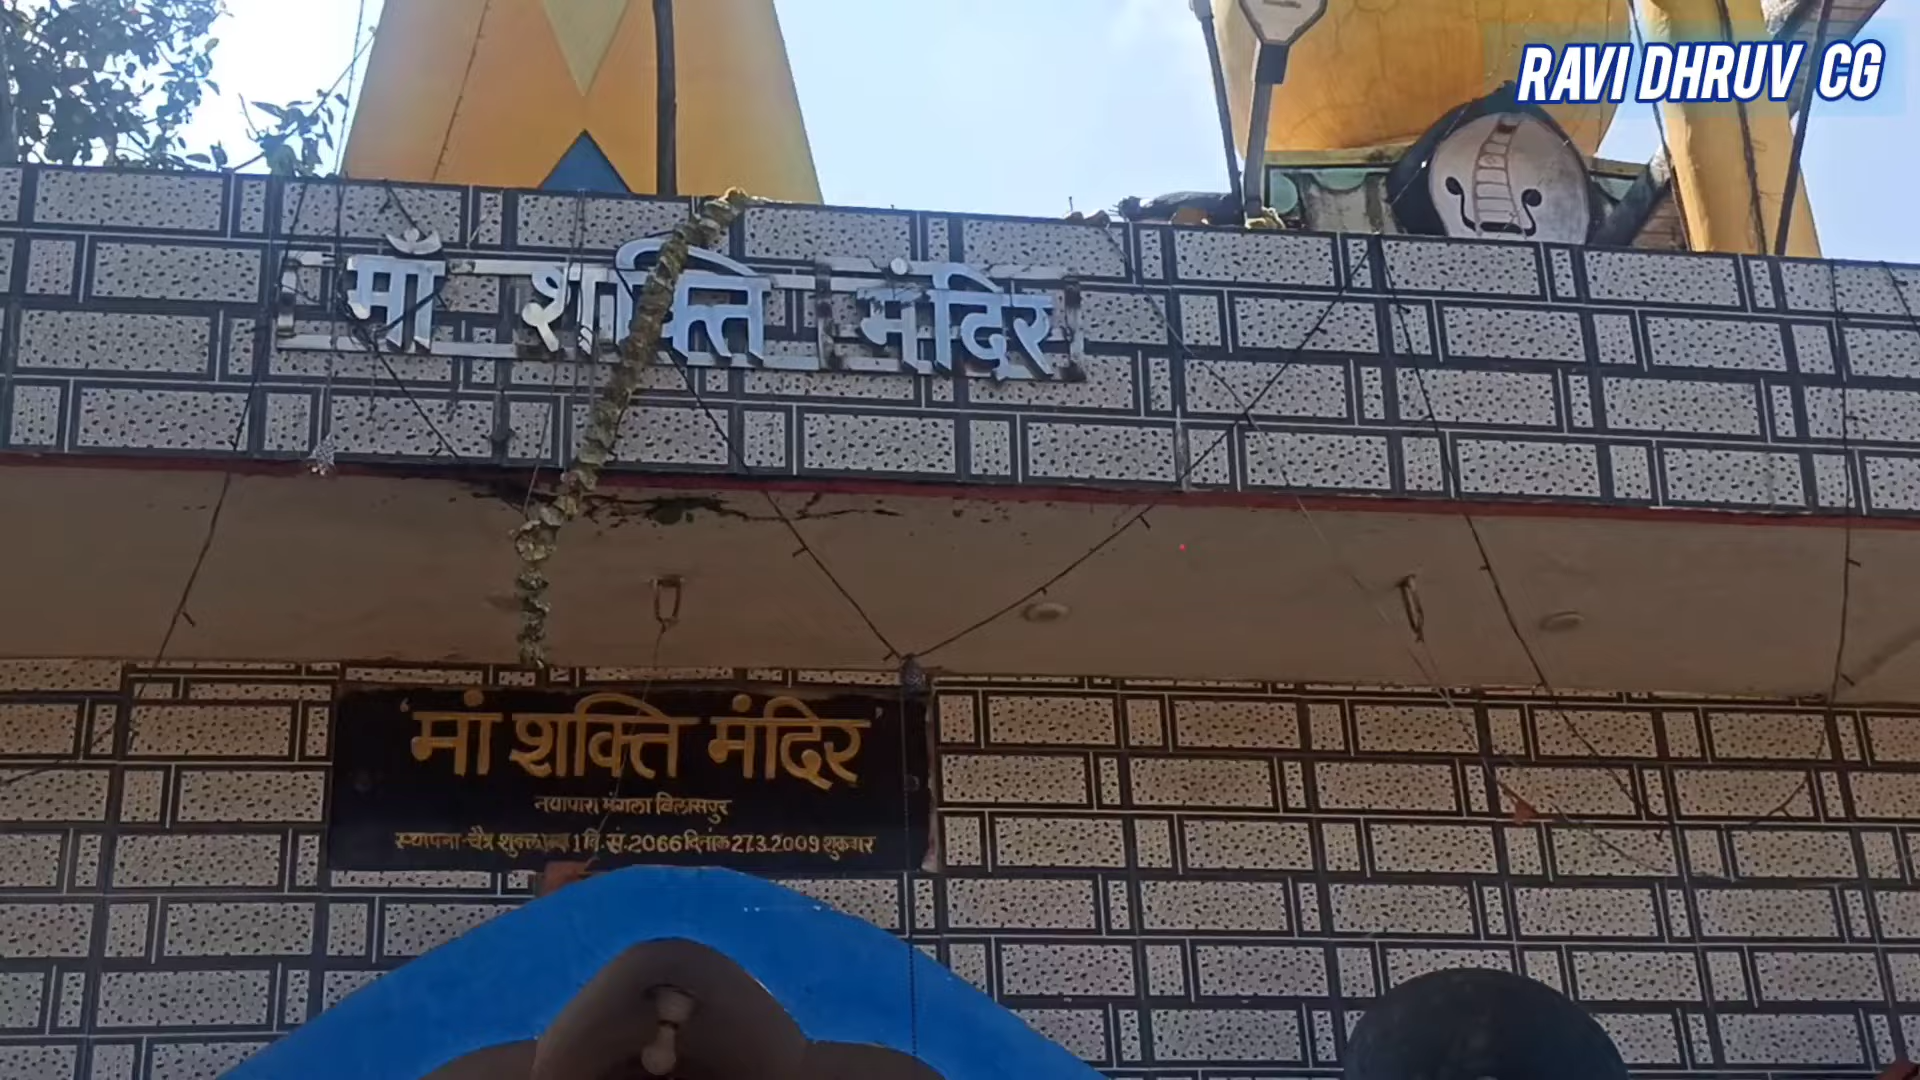 RAVI DHRUV CG
माँ शक्ति मंदिर
'मां शक्ति मंदिर'
नयापारा मंगला बिलासपुर
स्थापना-चैत्र शुक्ल 1 वि.सं.2066 दिनांक 27.3.2009 शुक्रवार